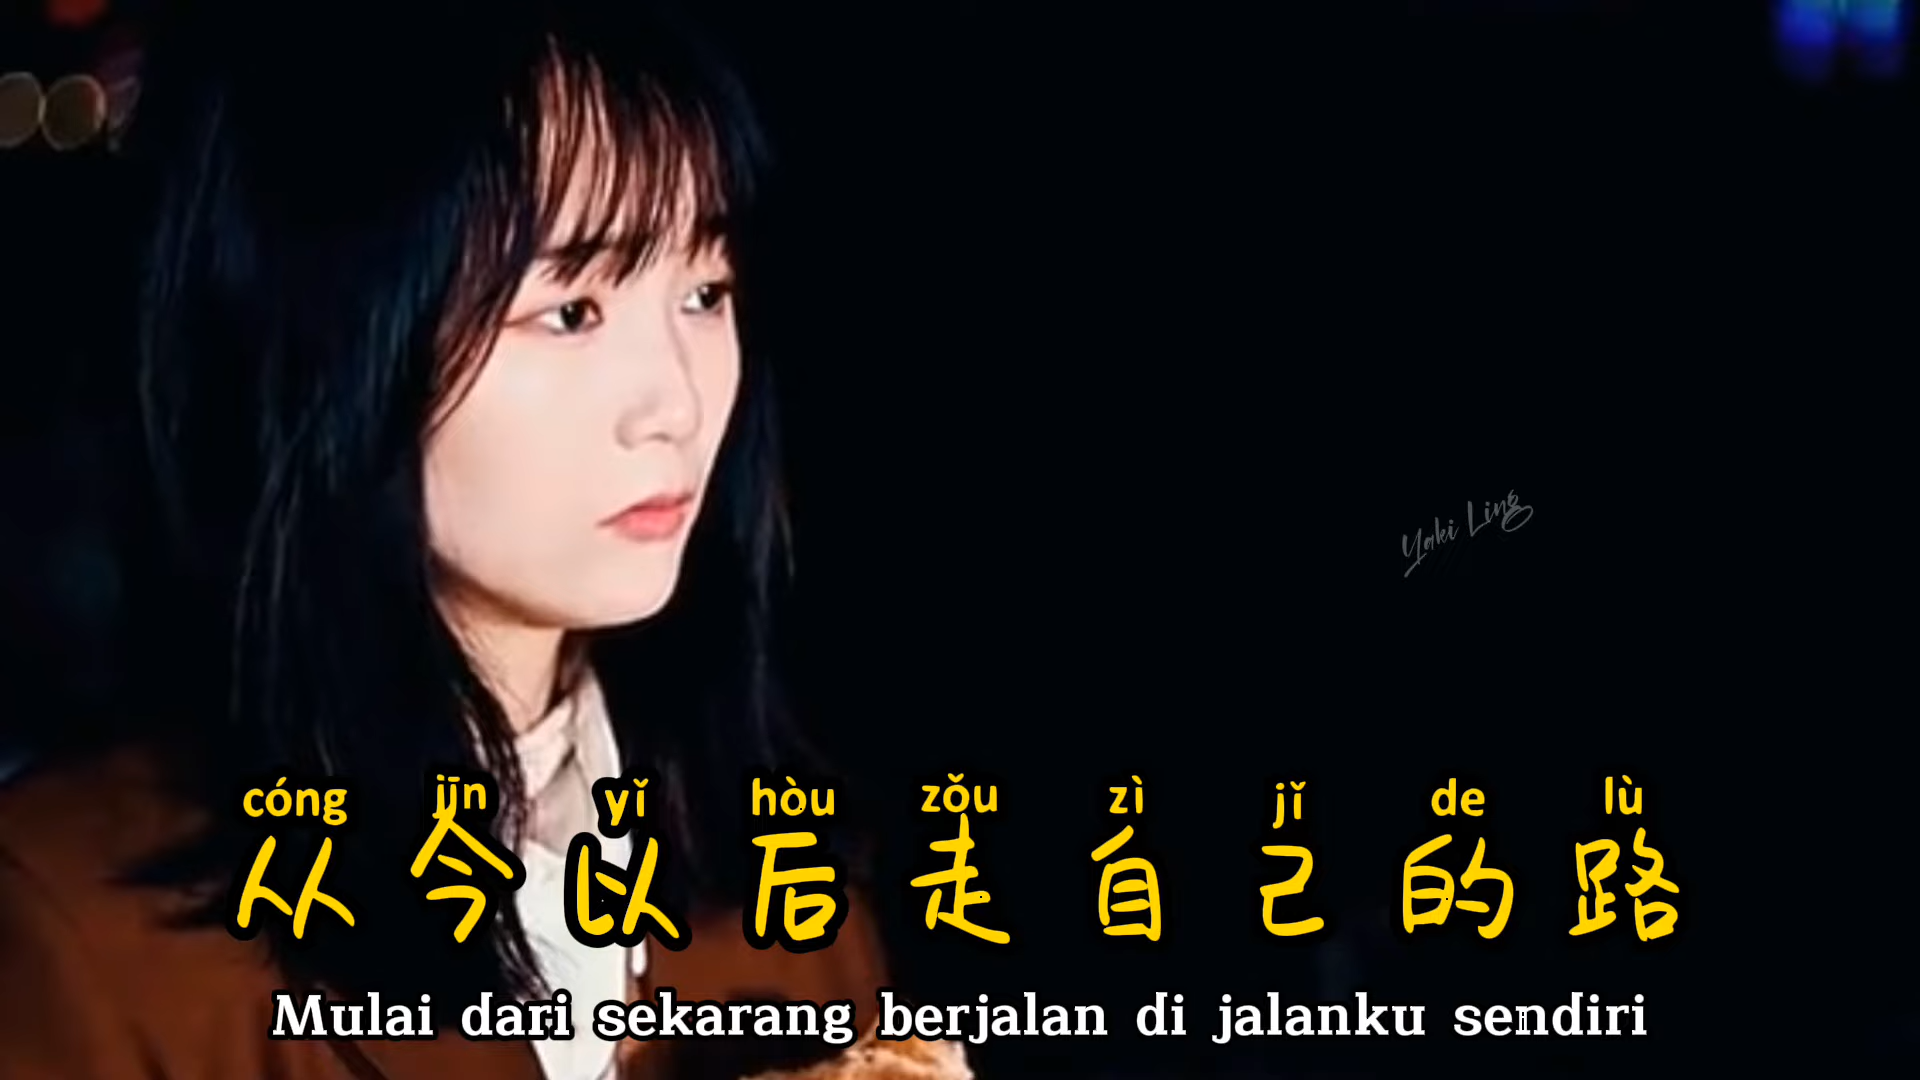 Yaki Ling
cóng jīn yǐ hòu zǒu zì jǐ de lù
从今以后走自己的路
Mulai dari sekarang berjalan di jalanku sendiri